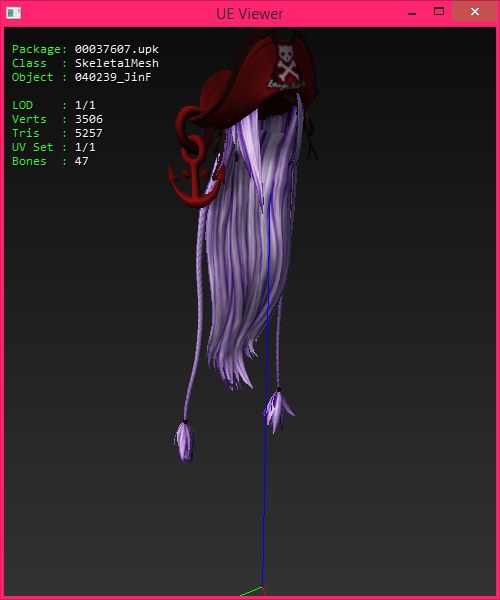 UE Viewer
Package: 00037607.upk
Class : SkeletalMesh
Object : 040239_JinF
LOD : 1/1
Verts : 3506
Tris : 5257
UV Set : 1/1
Bones : 47